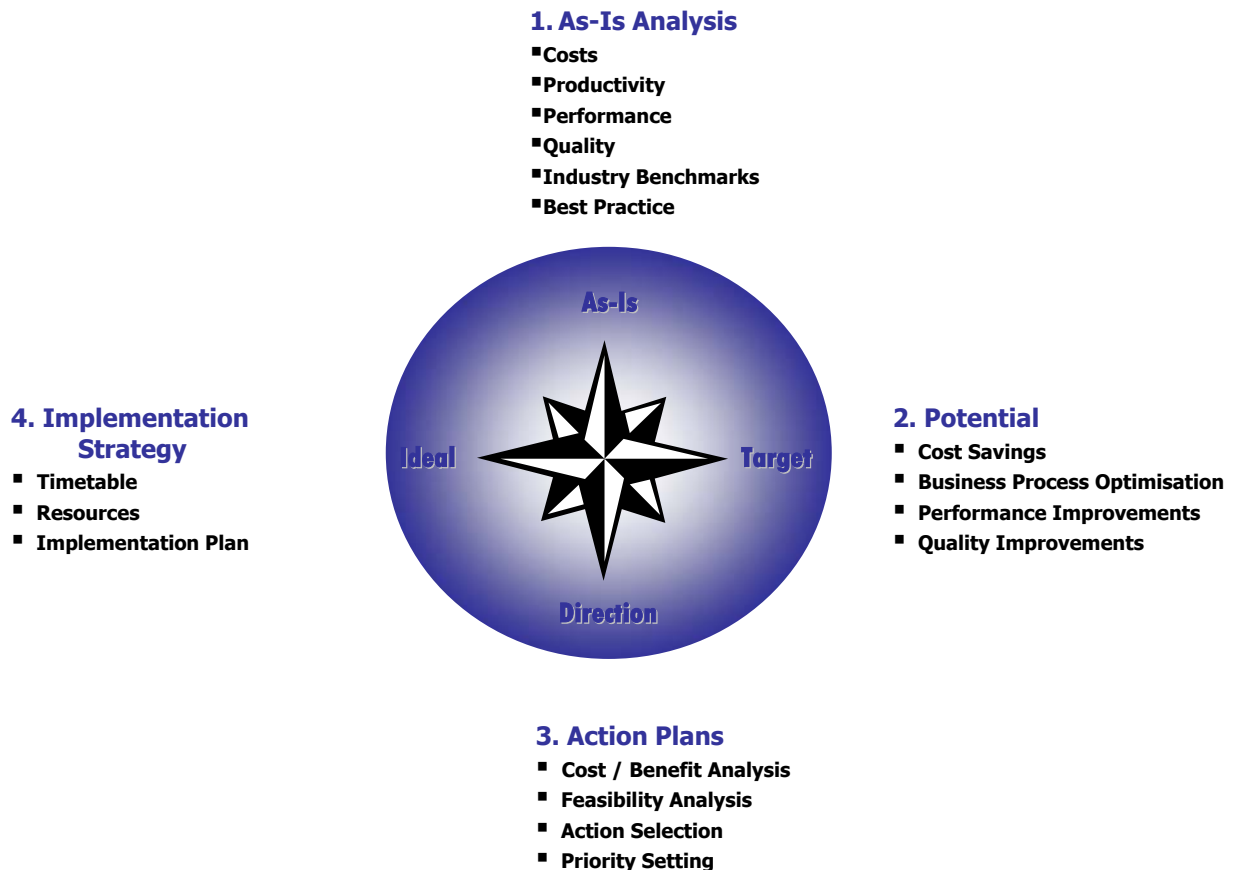 1. As-Is Analysis
▪Costs
▪Productivity
▪Performance
▪Quality
▪Industry Benchmarks
▪Best Practice
As-Is
Ideal
Target
Direction
4. Implementation
Strategy
▪ Timetable
▪ Resources
▪ Implementation Plan
2. Potential
▪ Cost Savings
▪ Business Process Optimisation
▪ Performance Improvements
▪ Quality Improvements
3. Action Plans
▪ Cost / Benefit Analysis
▪ Feasibility Analysis
▪ Action Selection
▪ Priority Setting